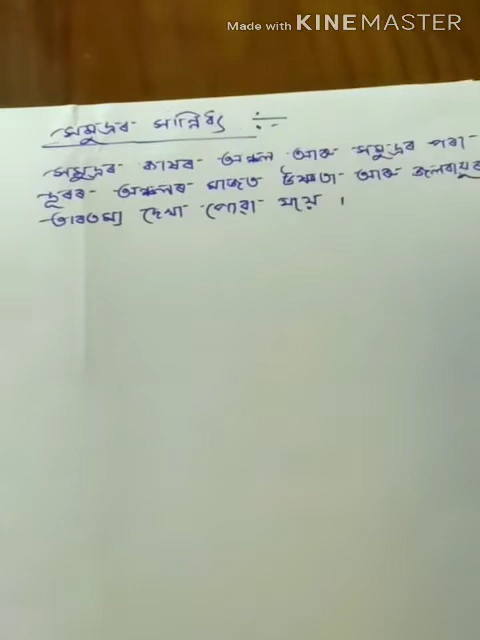 Made with KINEMASTER
সমুদ্ৰৰ সান্নিধ্য ÷
সমুদ্ৰৰ কাষৰ অঞ্চল আৰু সমুদ্ৰৰ পৰা
দূৰৰ অঞ্চলৰ মাজত উষ্ণতা আৰু জলবায়ুৰ
তাৰতম্য দেখা পোৱা যায় ।